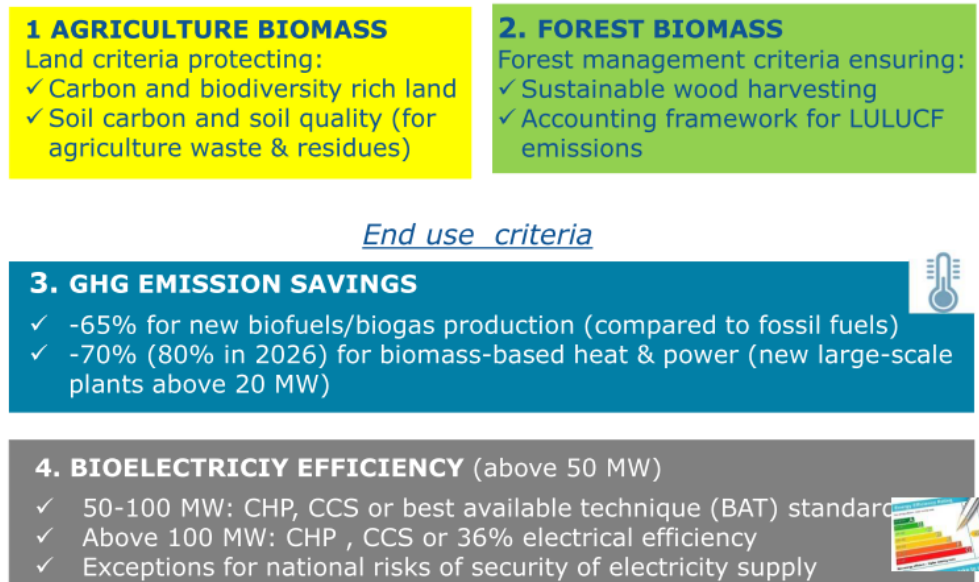 1 AGRICULTURE BIOMASS
Land criteria protecting:
✓ Carbon and biodiversity rich land
✓ Soil carbon and soil quality (for
agriculture waste & residues)
2. FOREST BIOMASS
Forest management criteria ensuring:
✓ Sustainable wood harvesting
✓ Accounting framework for LULUCF
emissions
End use criteria
3. GHG EMISSION SAVINGS
✓ -65% for new biofuels/biogas production (compared to fossil fuels)
✓ -70% (80% in 2026) for biomass-based heat & power (new large-scale
plants above 20 MW)
4. BIOELECTRICIY EFFICIENCY (above 50 MW)
✓ 50-100 MW: CHP, CCS or best available technique (BAT) standard
✓ Above 100 MW: CHP , CCS or 36% electrical efficiency
✓ Exceptions for national risks of security of electricity supply